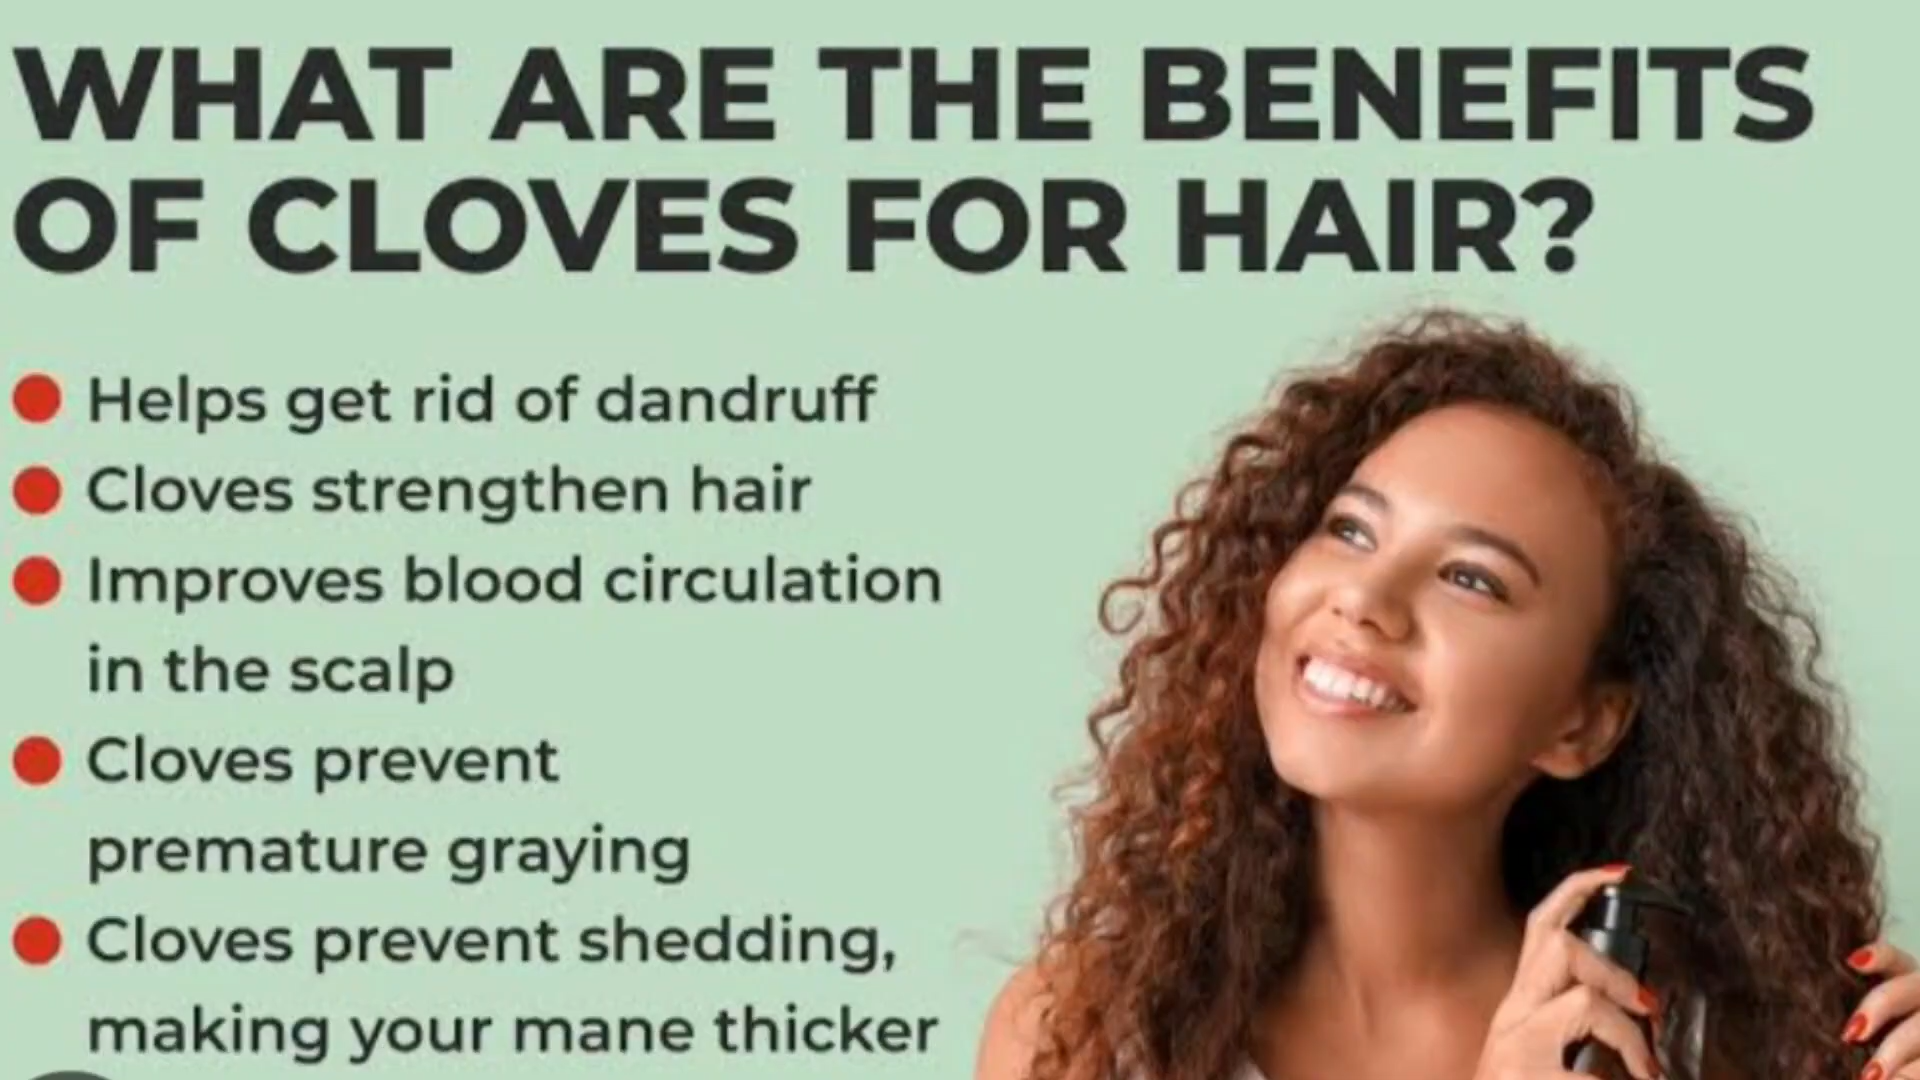 WHAT ARE THE BENEFITS
OF CLOVES FOR HAIR?
Helps get rid of dandruff
Cloves strengthen hair
Improves blood circulation
in the scalp
Cloves prevent
premature graying
Cloves prevent shedding,
making your mane thicker